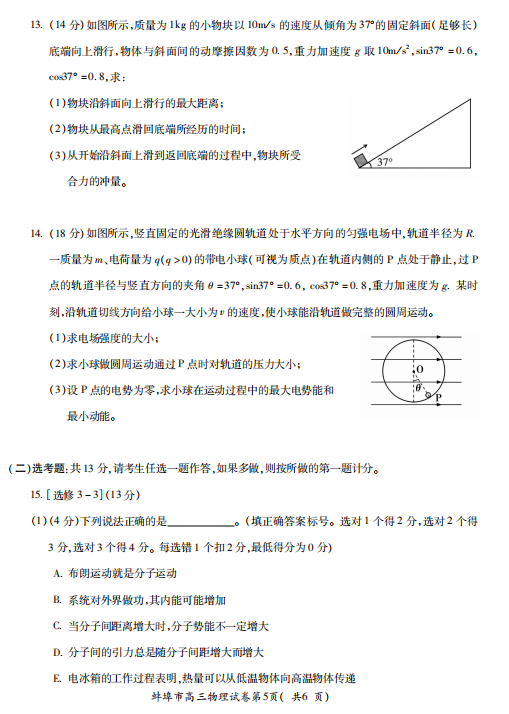 13. (14 分)如图所示,质量为1kg 的小物块以 10m/s 的速度从倾角为37°的固定斜面(足够长)
底端向上滑行,物体与斜面间的动摩擦因数为 0. 5,重力加速度 g 取 10m/s²,sin37° =0. 6,
cos37° =0. 8,求:
(1)物块沿斜面向上滑行的最大距离;
(2)物块从最高点滑回底端所经历的时间;
(3)从开始沿斜面上滑到返回底端的过程中,物块所受
合力的冲量。
37°
14. (18 分)如图所示,竖直固定的光滑绝缘圆轨道处于水平方向的匀强电场中,轨道半径为 R.
一质量为 m、电荷量为 q(q >0)的带电小球(可视为质点)在轨道内侧的 P 点处于静止,过 P
点的轨道半径与竖直方向的夹角 θ =37°,sin37° =0. 6, cos37° =0. 8,重力加速度为 g. 某时
刻,沿轨道切线方向给小球一大小为 v 的速度,使小球能沿轨道做完整的圆周运动。
(1)求电场强度的大小;
(2)求小球做圆周运动通过 P 点时对轨道的压力大小;
(3)设 P 点的电势为零,求小球在运动过程中的最大电势能和
最小动能。
O
θ
P
(二)选考题:共 13 分,请考生任选一题作答,如果多做,则按所做的第一题计分。
15. [选修 3 – 3](13 分)
(1)(4 分)下列说法正确的是__________。(填正确答案标号。选对 1 个得 2 分,选对 2 个得
3 分,选对 3 个得 4 分。每选错 1 个扣 2 分,最低得分为 0 分)
A. 布朗运动就是分子运动
B. 系统对外界做功,其内能可能增加
C. 当分子间距离增大时,分子势能不一定增大
D. 分子间的引力总是随分子间距增大而增大
E. 电冰箱的工作过程表明,热量可以从低温物体向高温物体传递
蚌埠市高三物理试卷第5页( 共6 页)